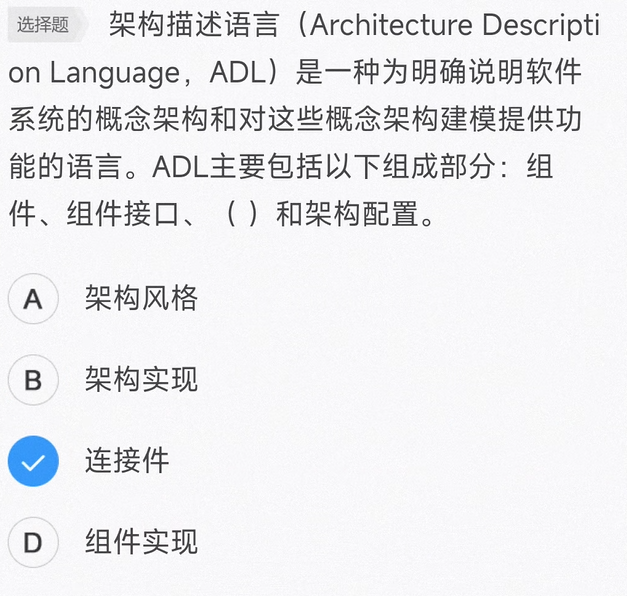 选择题 架构描述语言（Architecture Descripti
on Language，ADL）是一种为明确说明软件
系统的概念架构和对这些概念架构建模提供功
能的语言。ADL主要包括以下组成部分：组
件、组件接口、（ ）和架构配置。
A 架构风格
B 架构实现
连接件
D 组件实现